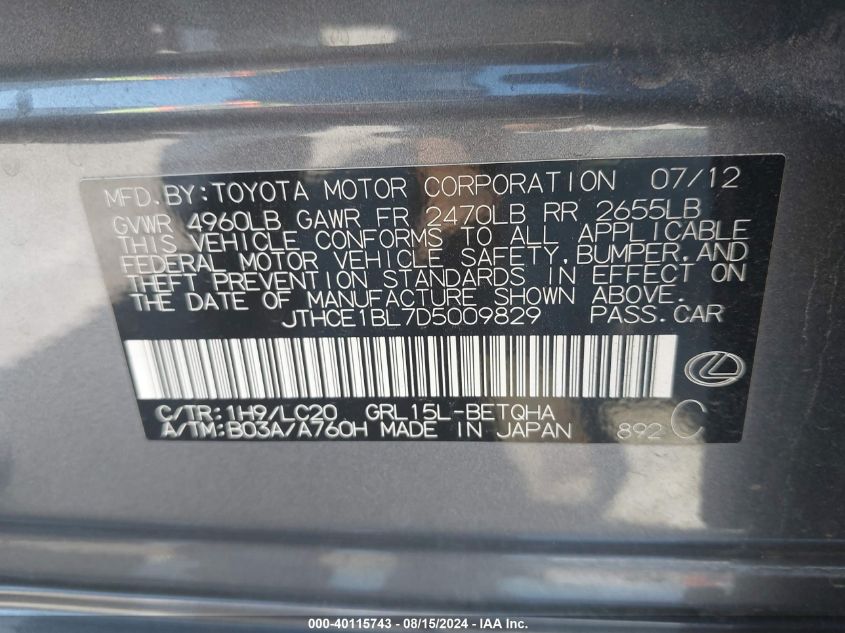 MFD.BY:TOYOTA MOTOR CORPORATION 07/12
GVWR 4960LB GAWR FR 2470LB RR 2655LB
THIS VEHICLE CONFORMS TO ALL APPLICABLE
FEDERAL MOTOR VEHICLE SAFETY,BUMPER,AND
THEFT PREVENTION STANDARDS IN EFFECT ON
THE DATE OF MANUFACTURE SHOWN ABOVE.
JTHCE1BL7D5009829 PASS.CAR
C/TR:1H9/LC20 GRL15L-BETQHA
A/TM:B03A/A760H MADE IN JAPAN 892 C
000-40115743 - 08/15/2024 - IAA Inc.